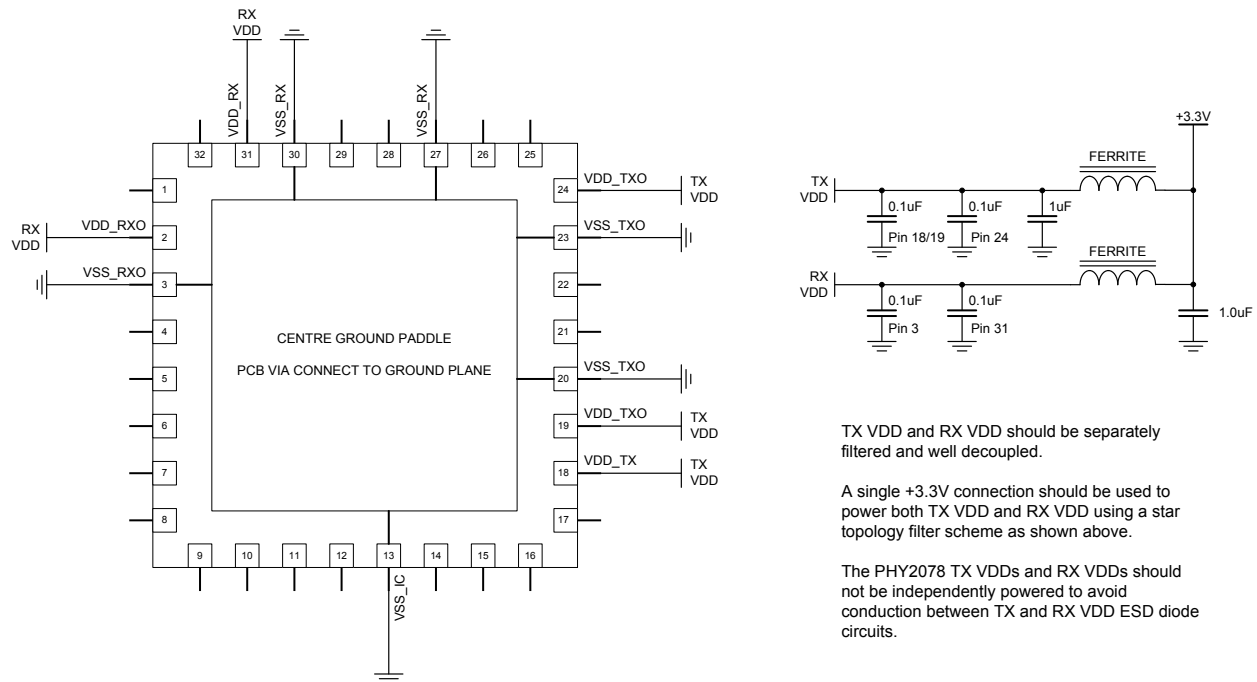 RX
VDD
VDD_RX
VSS_RX
VSS_RX
32
31
30
29
28
27
26
25
1
24
VDD_TXO
TX
VDD
RX
VDD
VDD_RXO
2
23
VSS_TXO
VSS_RXO
3
22
4
21
CENTRE GROUND PADDLE
PCB VIA CONNECT TO GROUND PLANE
5
20
VSS_TXO
6
19
VDD_TXO
TX
VDD
7
18
VDD_TX
TX
VDD
8
17
9
10
11
12
13
14
15
16
VSS_IC
+3.3V
FERRITE
TX
VDD
0.1uF
0.1uF
1uF
Pin 18/19
Pin 24
FERRITE
RX
VDD
0.1uF
0.1uF
1.0uF
Pin 3
Pin 31
TX VDD and RX VDD should be separately
filtered and well decoupled.
A single +3.3V connection should be used to
power both TX VDD and RX VDD using a star
topology filter scheme as shown above.
The PHY2078 TX VDDs and RX VDDs should
not be independently powered to avoid
conduction between TX and RX VDD ESD diode
circuits.